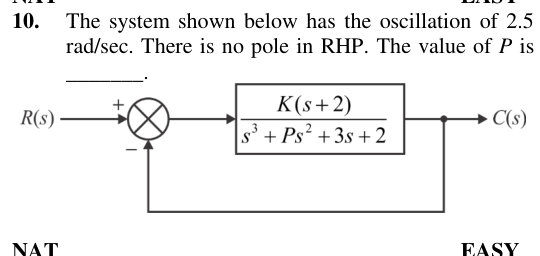 10. The system shown below has the oscillation of 2.5
rad/sec. There is no pole in RHP. The value of P is
________.
R(s) + − K(s+2) C(s)
s³ + Ps² + 3s + 2
NAT EASY